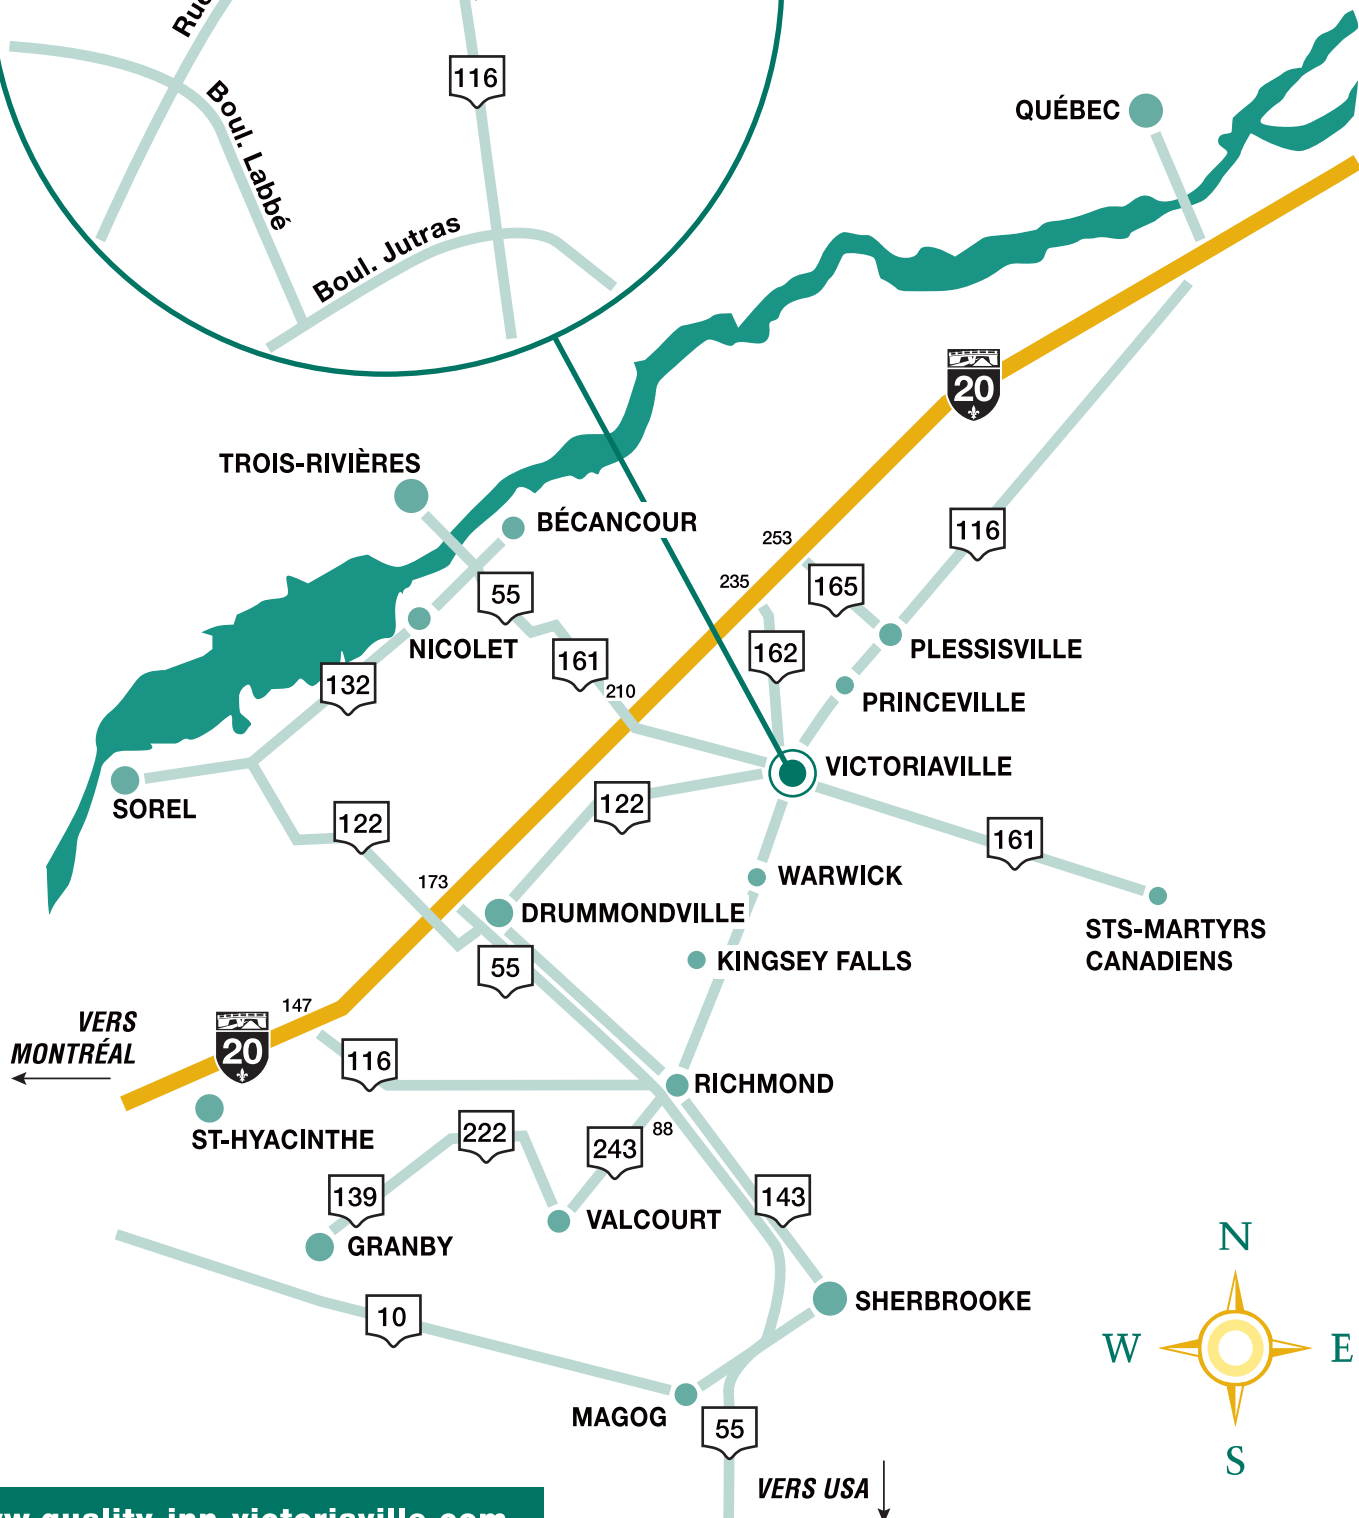 116
Boul. Labbé
Boul. Jutras
QUÉBEC
20
TROIS-RIVIÈRES
BÉCANCOUR
116
253
235
165
55
NICOLET
161
162
PLESSISVILLE
132
210
PRINCEVILLE
VICTORIAVILLE
SOREL
122
122
161
173
WARWICK
DRUMMONDVILLE
STS-MARTYRS
CANADIENS
55
KINGSEY FALLS
147
VERS
MONTRÉAL
20
116
RICHMOND
ST-HYACINTHE
222
243
88
139
143
VALCOURT
GRANBY
10
SHERBROOKE
N
W
E
S
MAGOG
55
VERS USA